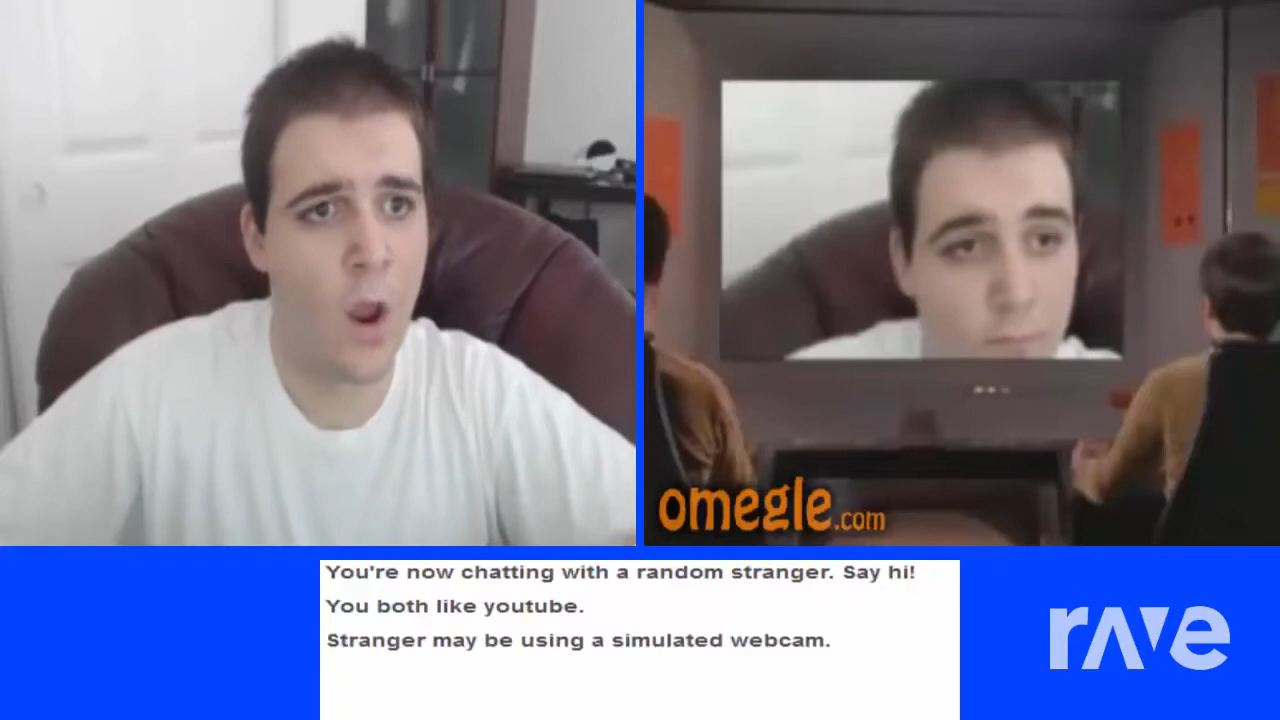 omegle.com
You're now chatting with a random stranger. Say hi!
You both like youtube.
Stranger may be using a simulated webcam.
rave